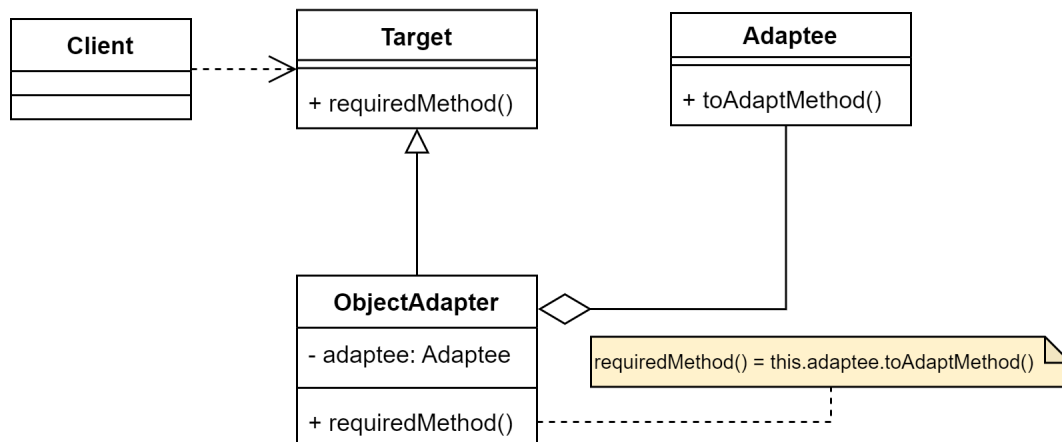 Client
Target
+ requiredMethod()
Adaptee
+ toAdaptMethod()
ObjectAdapter
- adaptee: Adaptee
+ requiredMethod()
requiredMethod() = this.adaptee.toAdaptMethod()